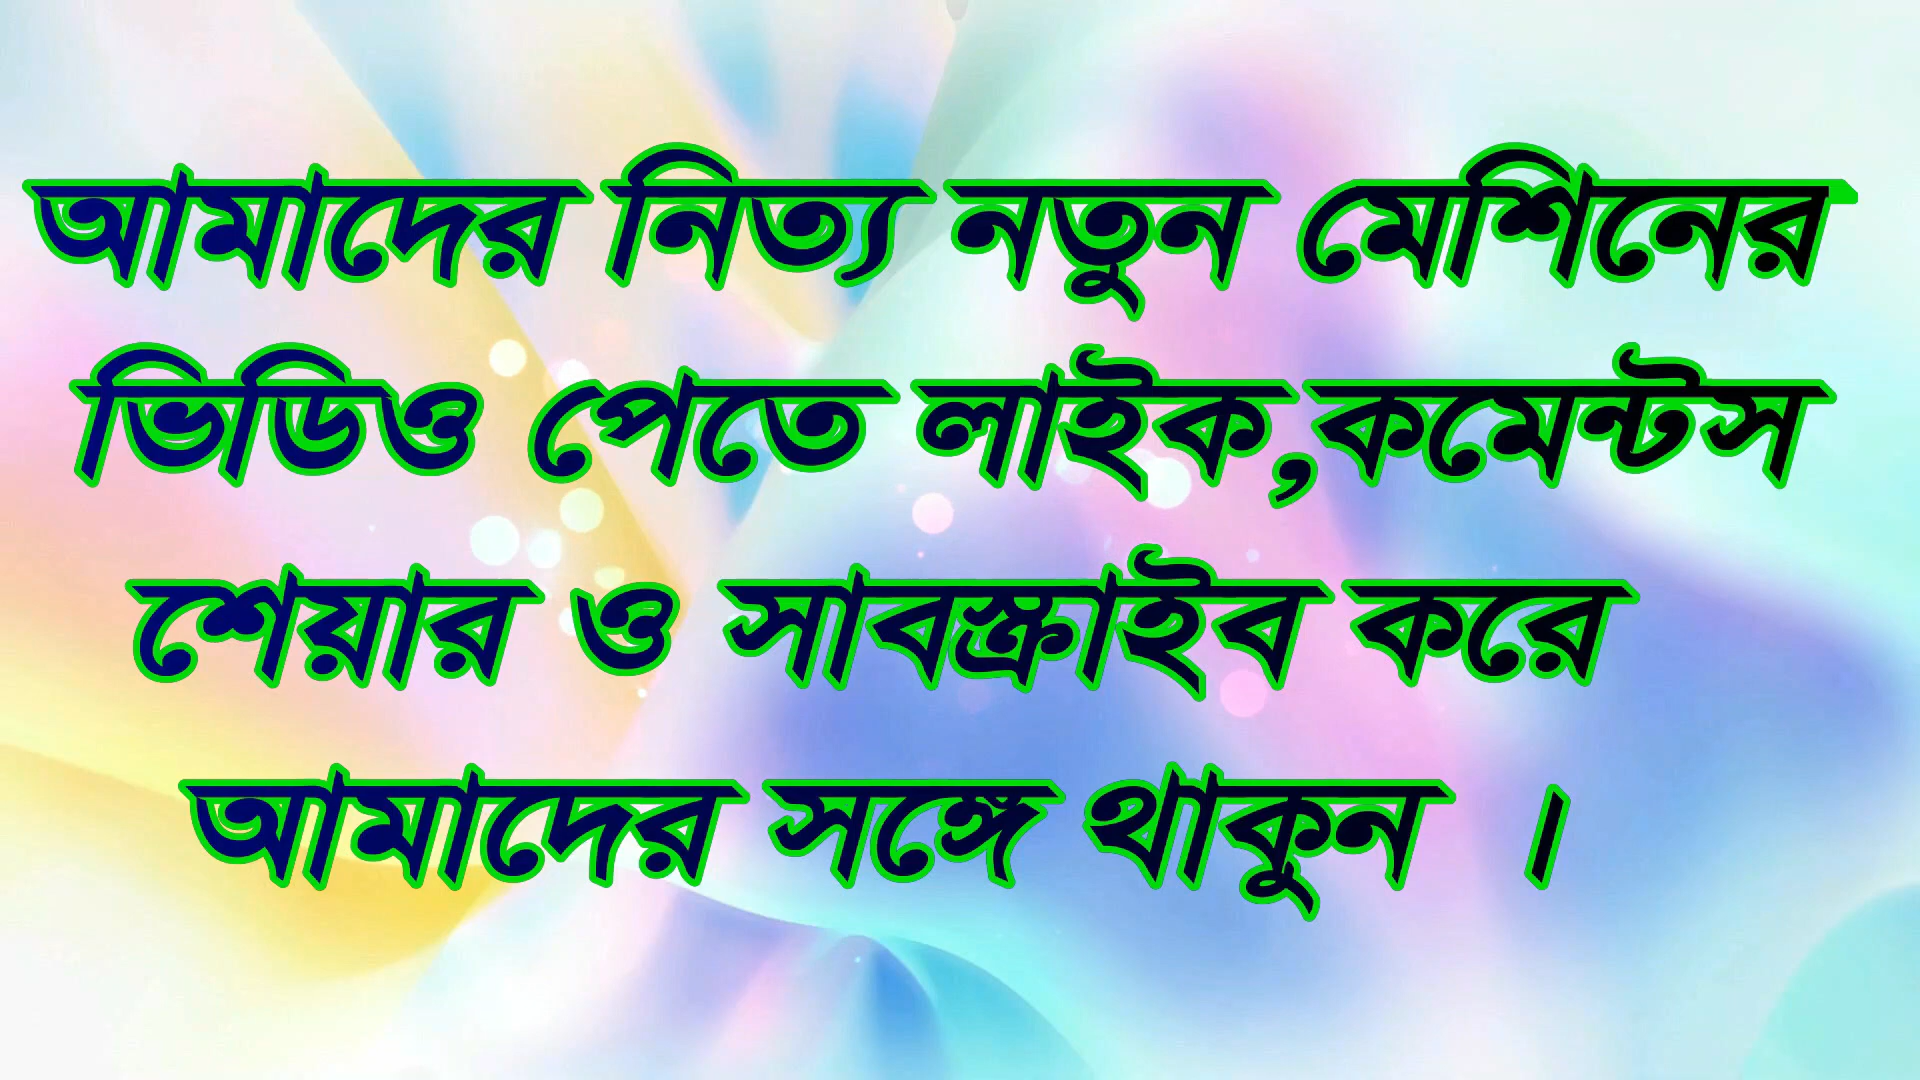 আমাদের নিত্য নতুন মেশিনের
ভিডিও পেতে লাইক,কমেন্টস
শেয়ার ও সাবস্ক্রাইব করে
আমাদের সঙ্গে থাকুন ।